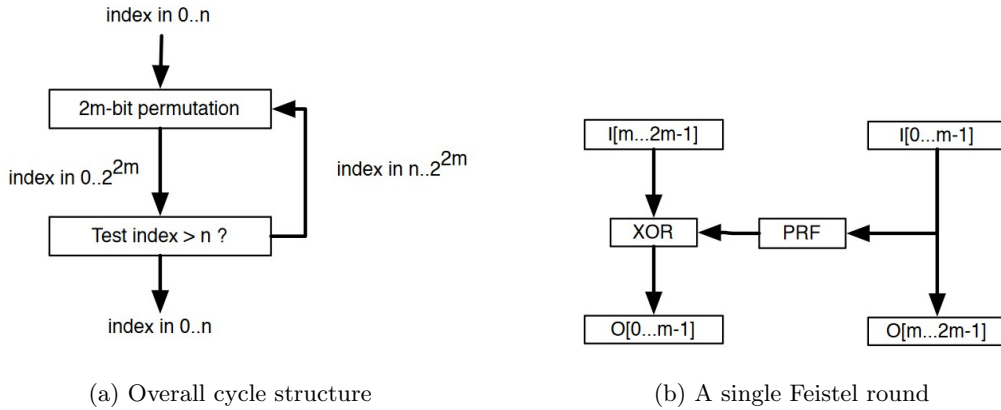 index in 0..n
2m-bit permutation
index in 0..2^2m
index in n..2^2m
Test index > n ?
index in 0..n
(a) Overall cycle structure
I[m...2m-1]
I[0...m-1]
XOR
PRF
O[0...m-1]
O[m...2m-1]
(b) A single Feistel round